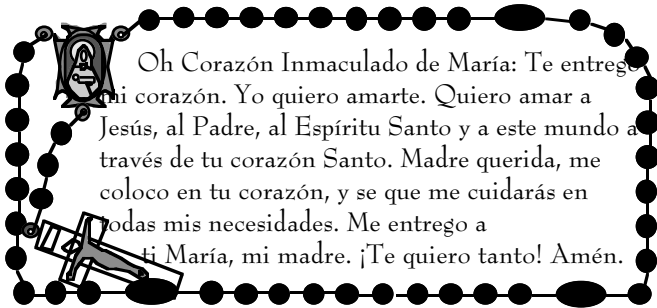 Oh Corazón Inmaculado de María: Te entrego
mi corazón. Yo quiero amarte. Quiero amar a
Jesús, al Padre, al Espíritu Santo y a este mundo a
través de tu corazón Santo. Madre querida, me
coloco en tu corazón, y se que me cuidarás en
todas mis necesidades. Me entrego a
ti María, mi madre. ¡Te quiero tanto! Amén.